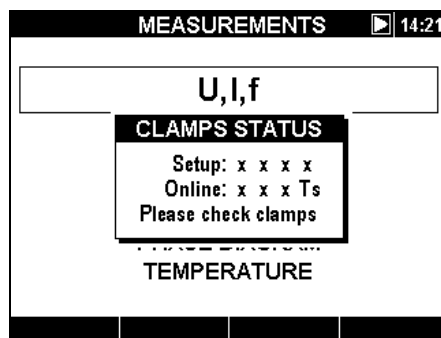 MEASUREMENTS 14:21
U,I,f
CLAMPS STATUS
Setup: x x x x
Online: x x x Ts
Please check clamps
TEMPERATURE